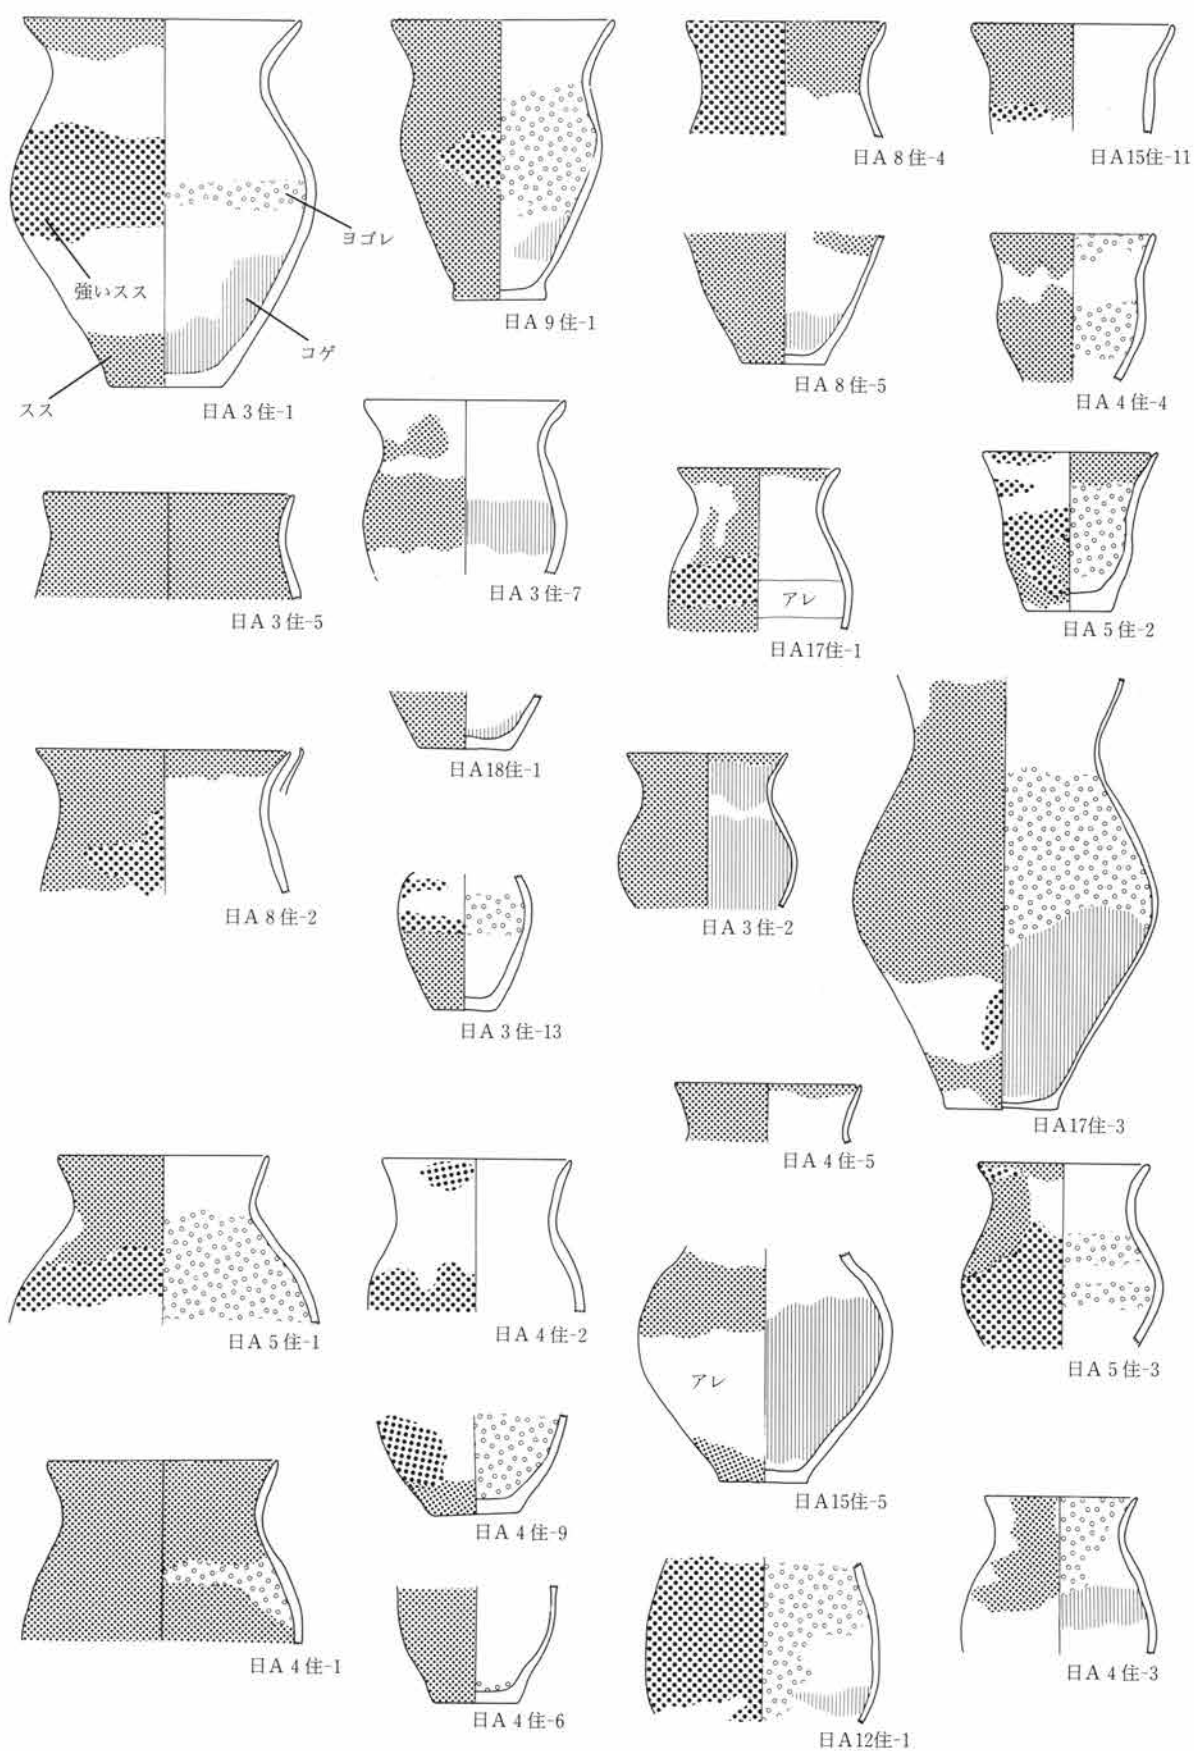 日A 8 住-4
日A15住-11
ヨゴレ
強いスス
日A 9 住-1
コゲ
日A 8 住-5
日A 4 住-4
スス
日A 3 住-1
日A 3 住-5
日A 3 住-7
アレ
日A17住-1
日A 5 住-2
日A18住-1
日A 8 住-2
日A 3 住-2
日A 3 住-13
日A17住-3
日A 4 住-5
日A 5 住-1
日A 4 住-2
日A 5 住-3
アレ
日A15住-5
日A 4 住-9
日A 4 住-1
日A 4 住-6
日A12住-1
日A 4 住-3